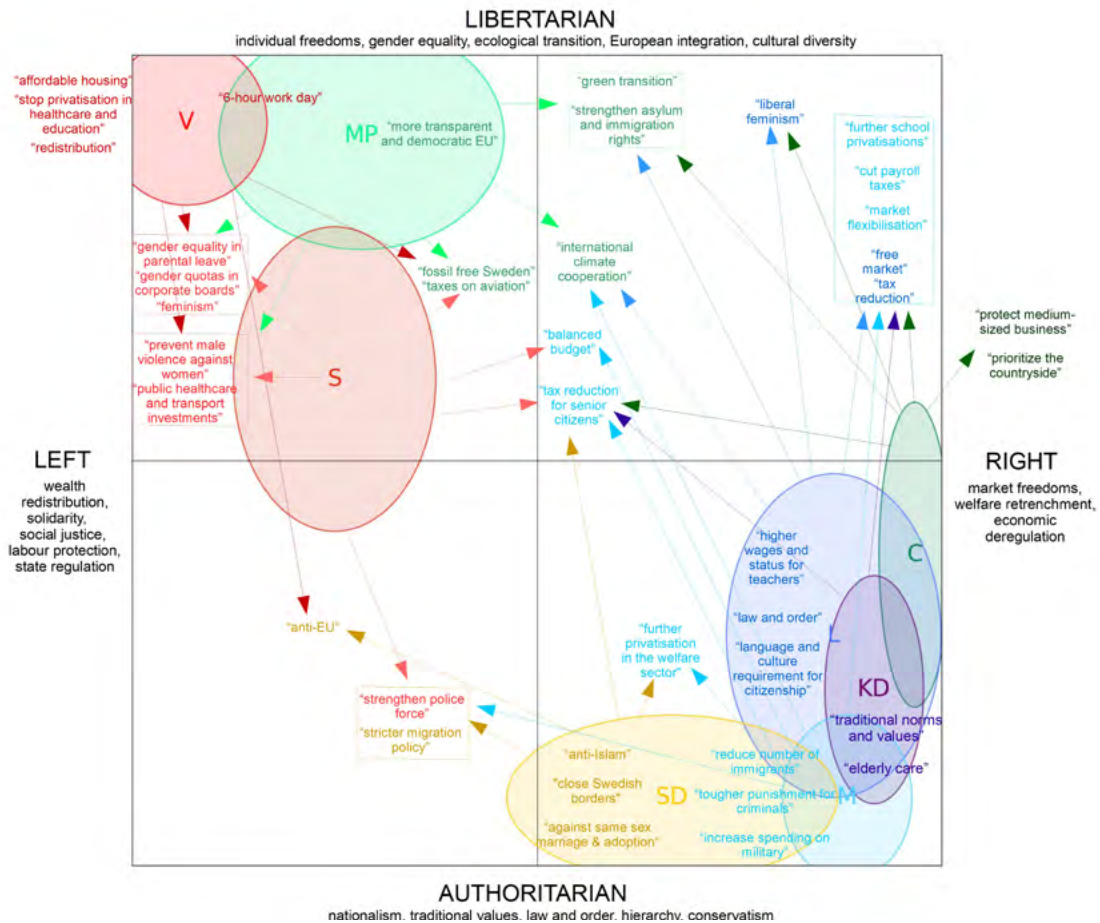 LIBERTARIAN
individual freedoms, gender equality, ecological transition, European integration, cultural diversity
“affordable housing”
“stop privatisation in
healthcare and
education”
“redistribution”
V
“6-hour work day”
MP
“more transparent
and democratic EU”
“green transition”
“strengthen asylum
and immigration
rights”
“liberal
feminism”
“further school
privatisations”
“cut payroll
taxes”
“market
flexibilisation”
“free
market”
“tax
reduction”
“gender equality in
parental leave”
“gender quotas in
corporate boards”
“feminism”
“fossil free Sweden”
“taxes on aviation”
“international
climate
cooperation”
“protect medium-
sized business”
“prioritize the
countryside”
“prevent male
violence against
women”
“public healthcare
and transport
investments”
S
“balanced
budget”
“tax reduction
for senior
citizens”
LEFT
wealth
redistribution,
solidarity,
social justice,
labour protection,
state regulation
RIGHT
market freedoms,
welfare retrenchment,
economic
deregulation
“higher
wages and
status for
teachers”
C
“law and order”
L
“language and
culture
requirement for
citizenship”
KD
“traditional norms
and values”
“elderly care”
“anti-EU”
“further
privatisation
in the welfare
sector”
“strengthen police
force”
“stricter migration
policy”
“anti-Islam”
“close Swedish
borders”
“against same sex
marriage & adoption”
SD
“reduce number of
immigrants”
“tougher punishment for
criminals”
M
“increase spending on
military”
AUTHORITARIAN
nationalism, traditional values, law and order, hierarchy, conservatism